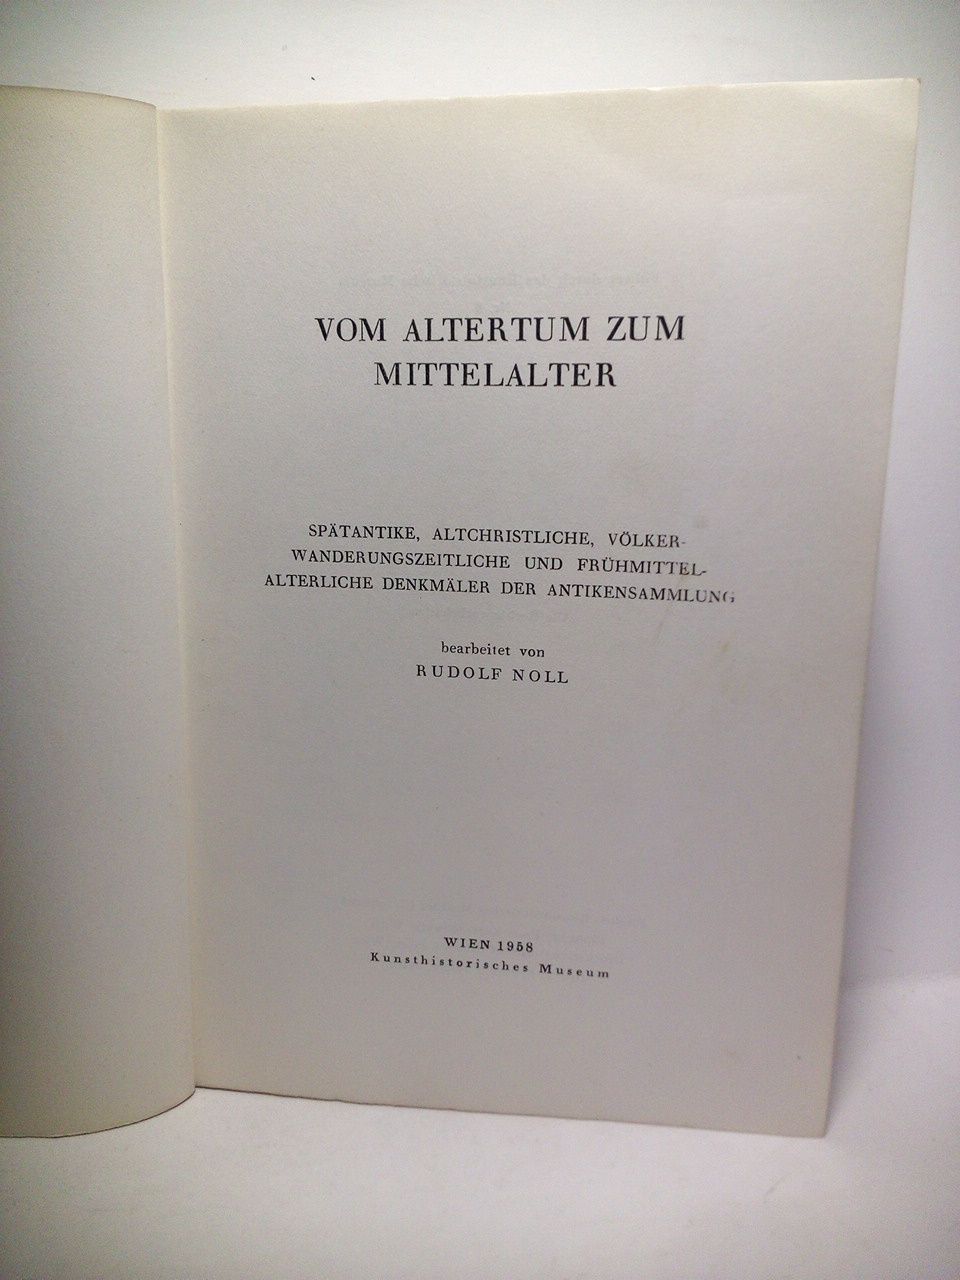 VOM ALTERTUM ZUM
MITTELALTER
SPÄTANTIKE, ALTCHRISTLICHE, VÖLKER-
WANDERUNGSZEITLICHE UND FRÜHMITTEL-
ALTERLICHE DENKMÄLER DER ANTIKENSAMMLUNG
bearbeitet von
RUDOLF NOLL
WIEN 1958
Kunsthistorisches Museum